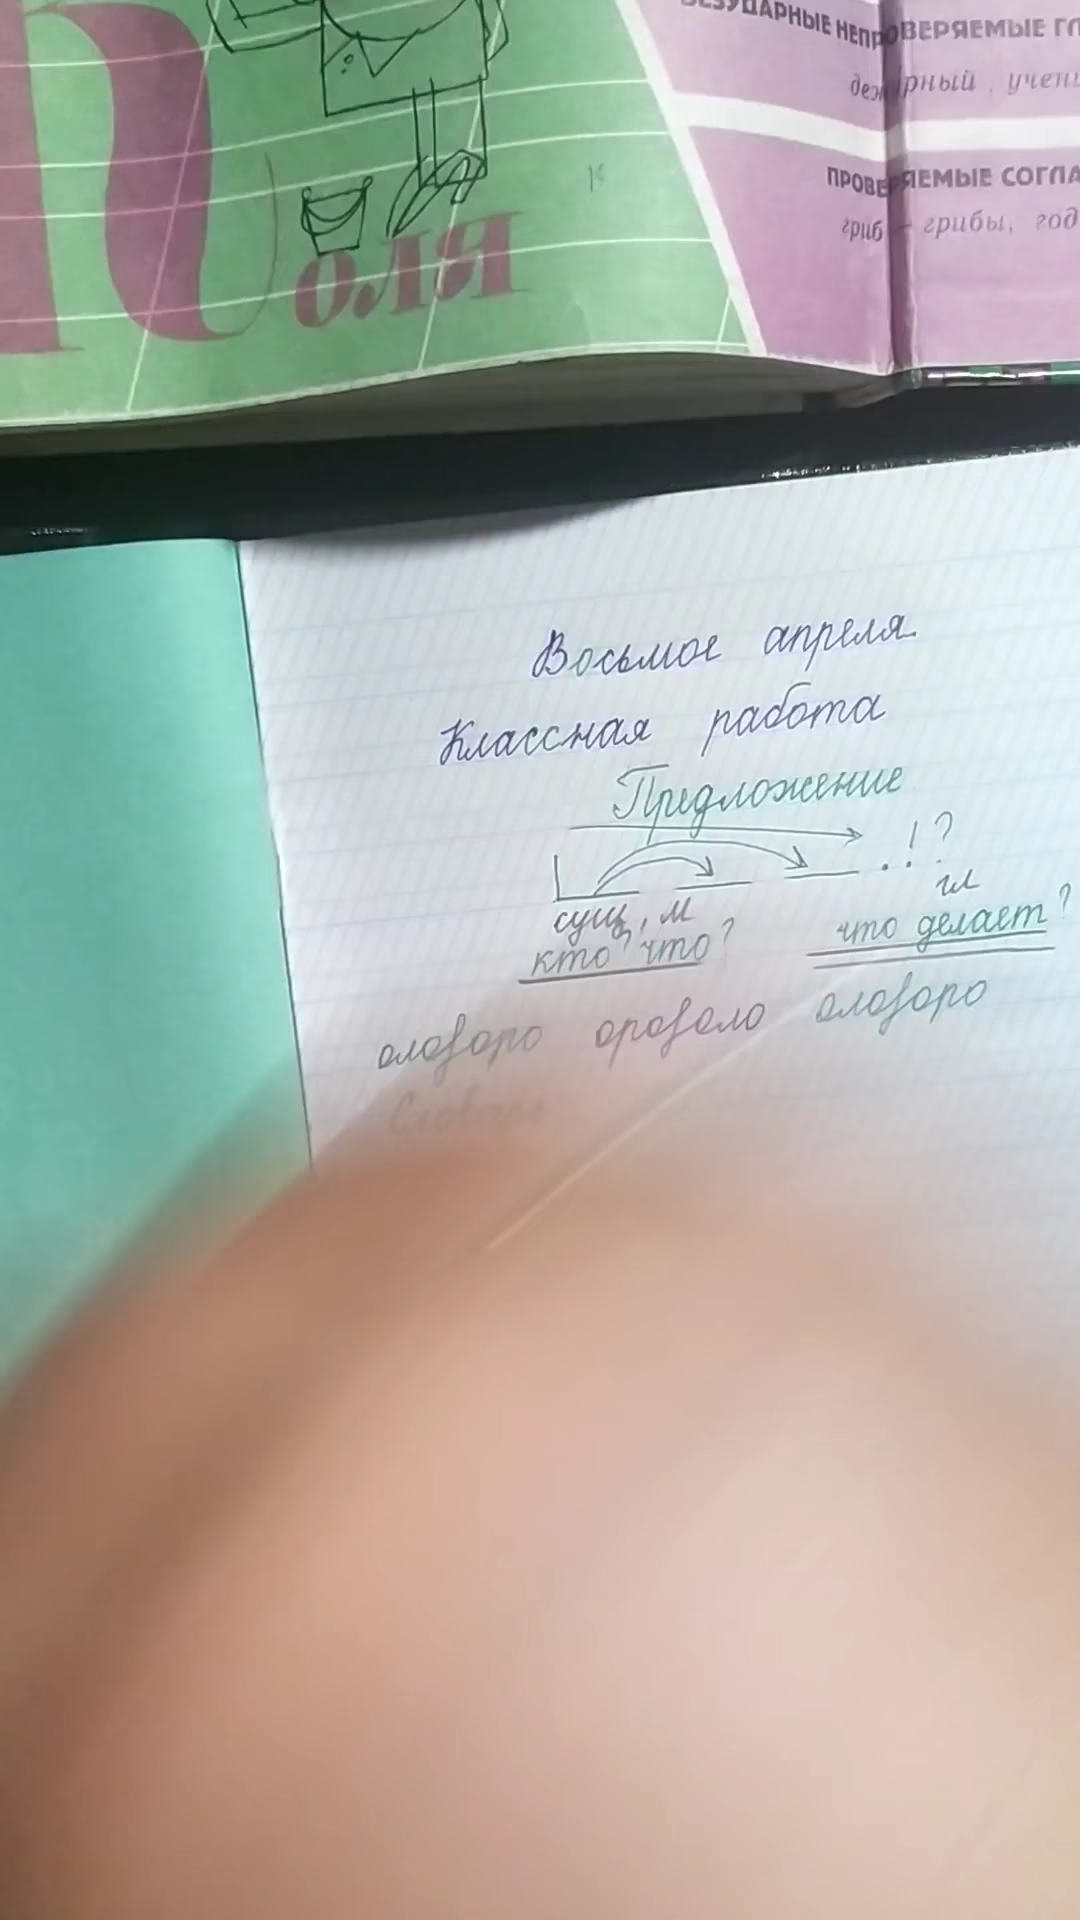 оля
БЕЗУДАРНЫЕ НЕПРОВЕРЯЕМЫЕ ГЛ
дежурный, учени
ПРОВЕРЯЕМЫЕ СОГЛА
гриб - грибы, год
Восьмое апреля.
Классная работа
Предложение
. ! ?
гл
сущ, м
что делает?
кто? что?